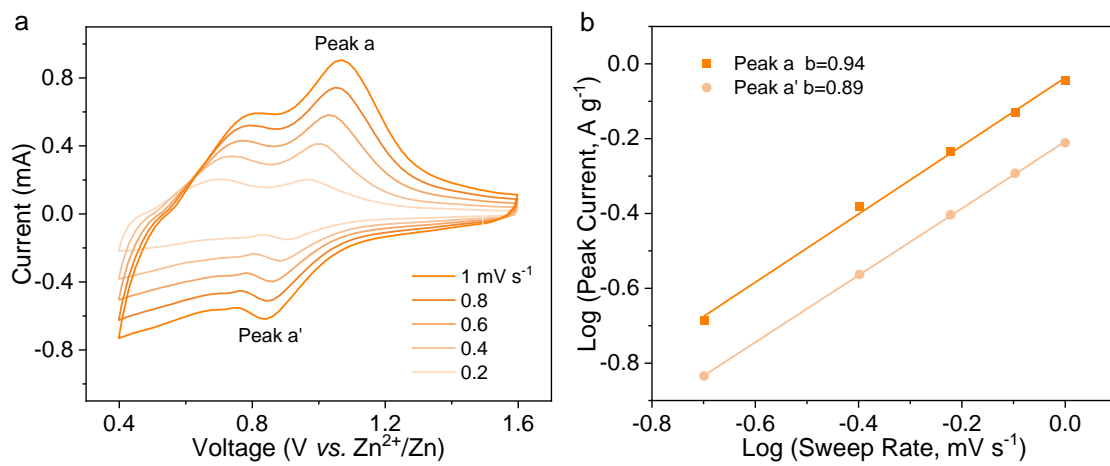 a
Peak a
0.8
0.4
0.0
-0.4
-0.8
Current (mA)
1 mV s⁻¹
0.8
0.6
0.4
0.2
Peak a'
0.4
0.8
1.2
1.6
Voltage (V vs. Zn²⁺/Zn)
b
Peak a b=0.94
Peak a' b=0.89
0.0
-0.2
-0.4
-0.6
-0.8
Log (Peak Current, A g⁻¹)
-0.8
-0.6
-0.4
-0.2
0.0
Log (Sweep Rate, mV s⁻¹)